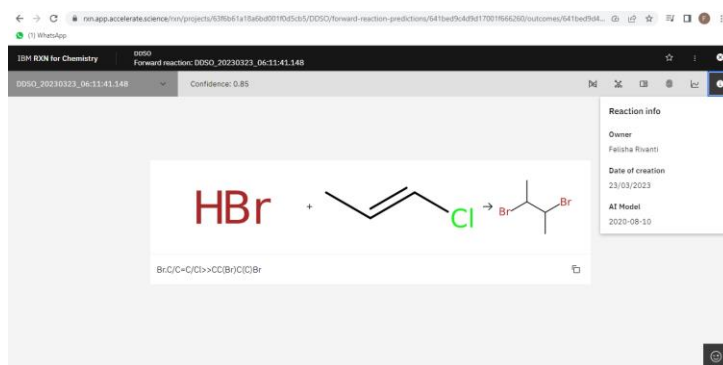 rxn.app.accelerate.science/rxn/projects/63f6b61a18a6bd001f0d5cb5/DDSO/forward-reaction-predictions/641bed9c4d9d17001f666260/outcomes/641bed9d4...
(1) WhatsApp
IBM RXN for Chemistry
DDSO
Forward reaction: DDSO_20230323_06:11:41.148
DDSO_20230323_06:11:41.148
Confidence: 0.85
Reaction info
Owner
Felisha Rivanti
Date of creation
23/03/2023
AI Model
2020-08-10
HBr + Cl → Br Br
Br.C/C=C/Cl>>CC(Br)C(C)Br